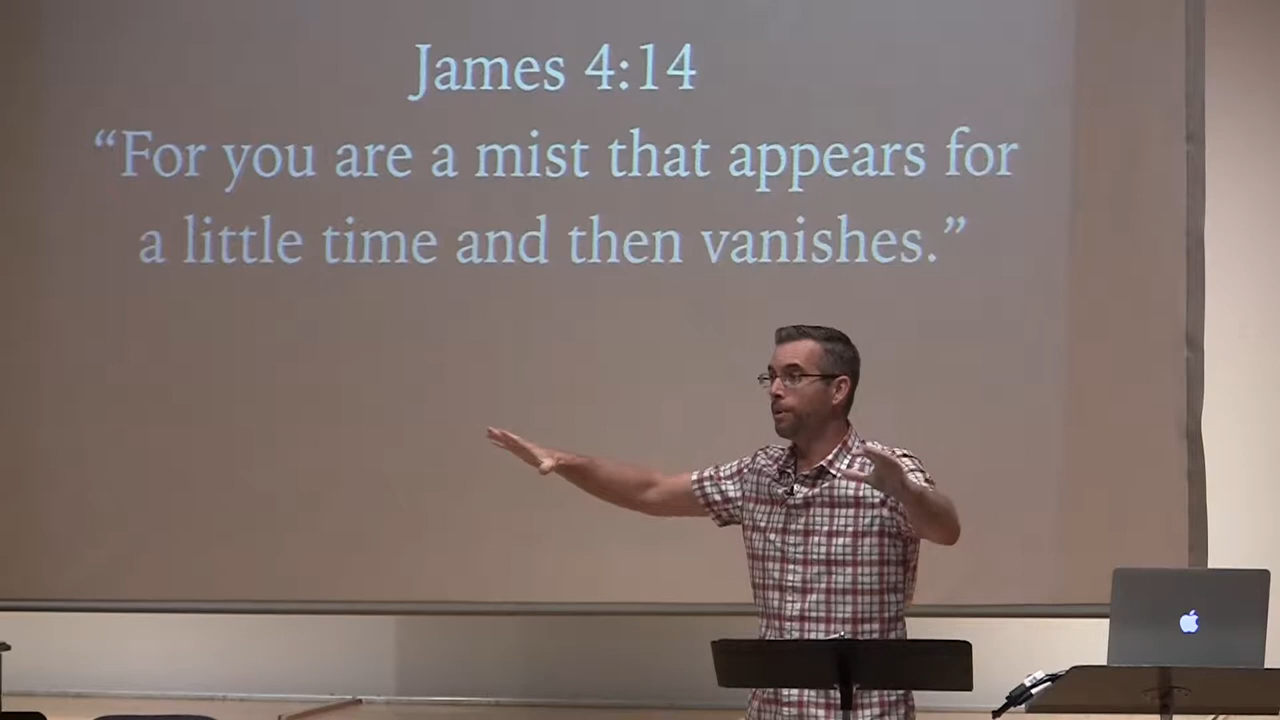 James 4:14
“For you are a mist that appears for
a little time and then vanishes.”